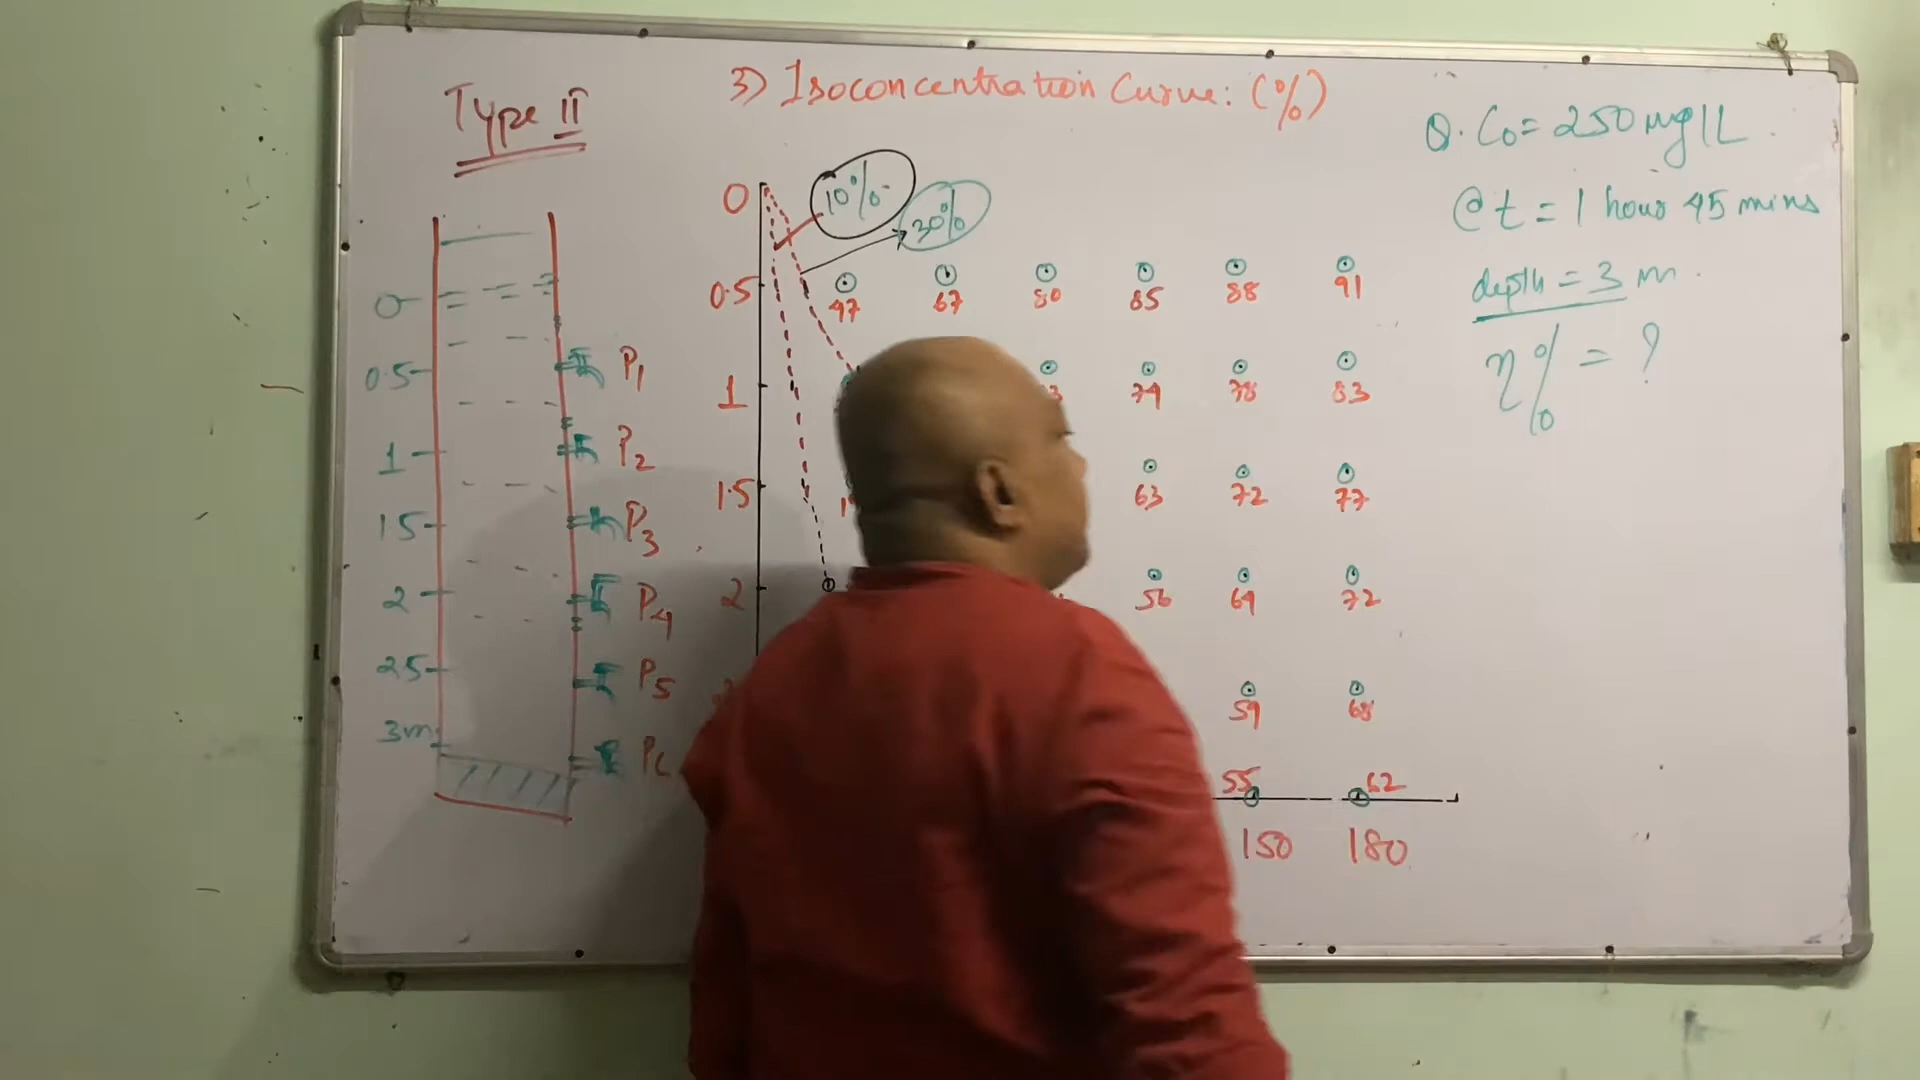 Type II
3) Isoconcentration Curve: (%)
Q. C0 = 250 mg/L
@ t = 1 hour 45 mins
depth = 3 m
η% = ?
10%
30%
0
0.5
1
1.5
2
2.5
3m
P1
P2
P3
P4
P5
P6
0
0.5 47 67 80 85 88 91
1 74 78 83
1.5 63 72 77
2 56 64 72
59 68
55 62
150 180